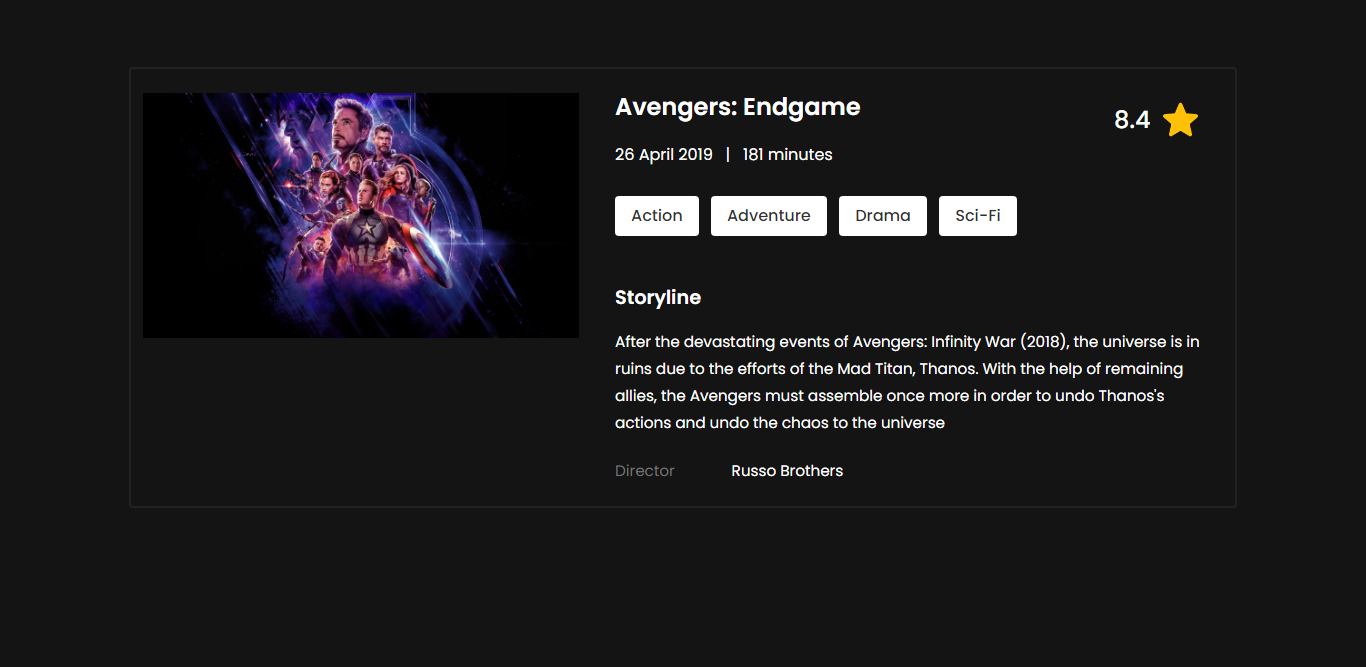 Avengers: Endgame
8.4
26 April 2019 | 181 minutes
Action Adventure Drama Sci-Fi
Storyline
After the devastating events of Avengers: Infinity War (2018), the universe is in
ruins due to the efforts of the Mad Titan, Thanos. With the help of remaining
allies, the Avengers must assemble once more in order to undo Thanos's
actions and undo the chaos to the universe
Director Russo Brothers